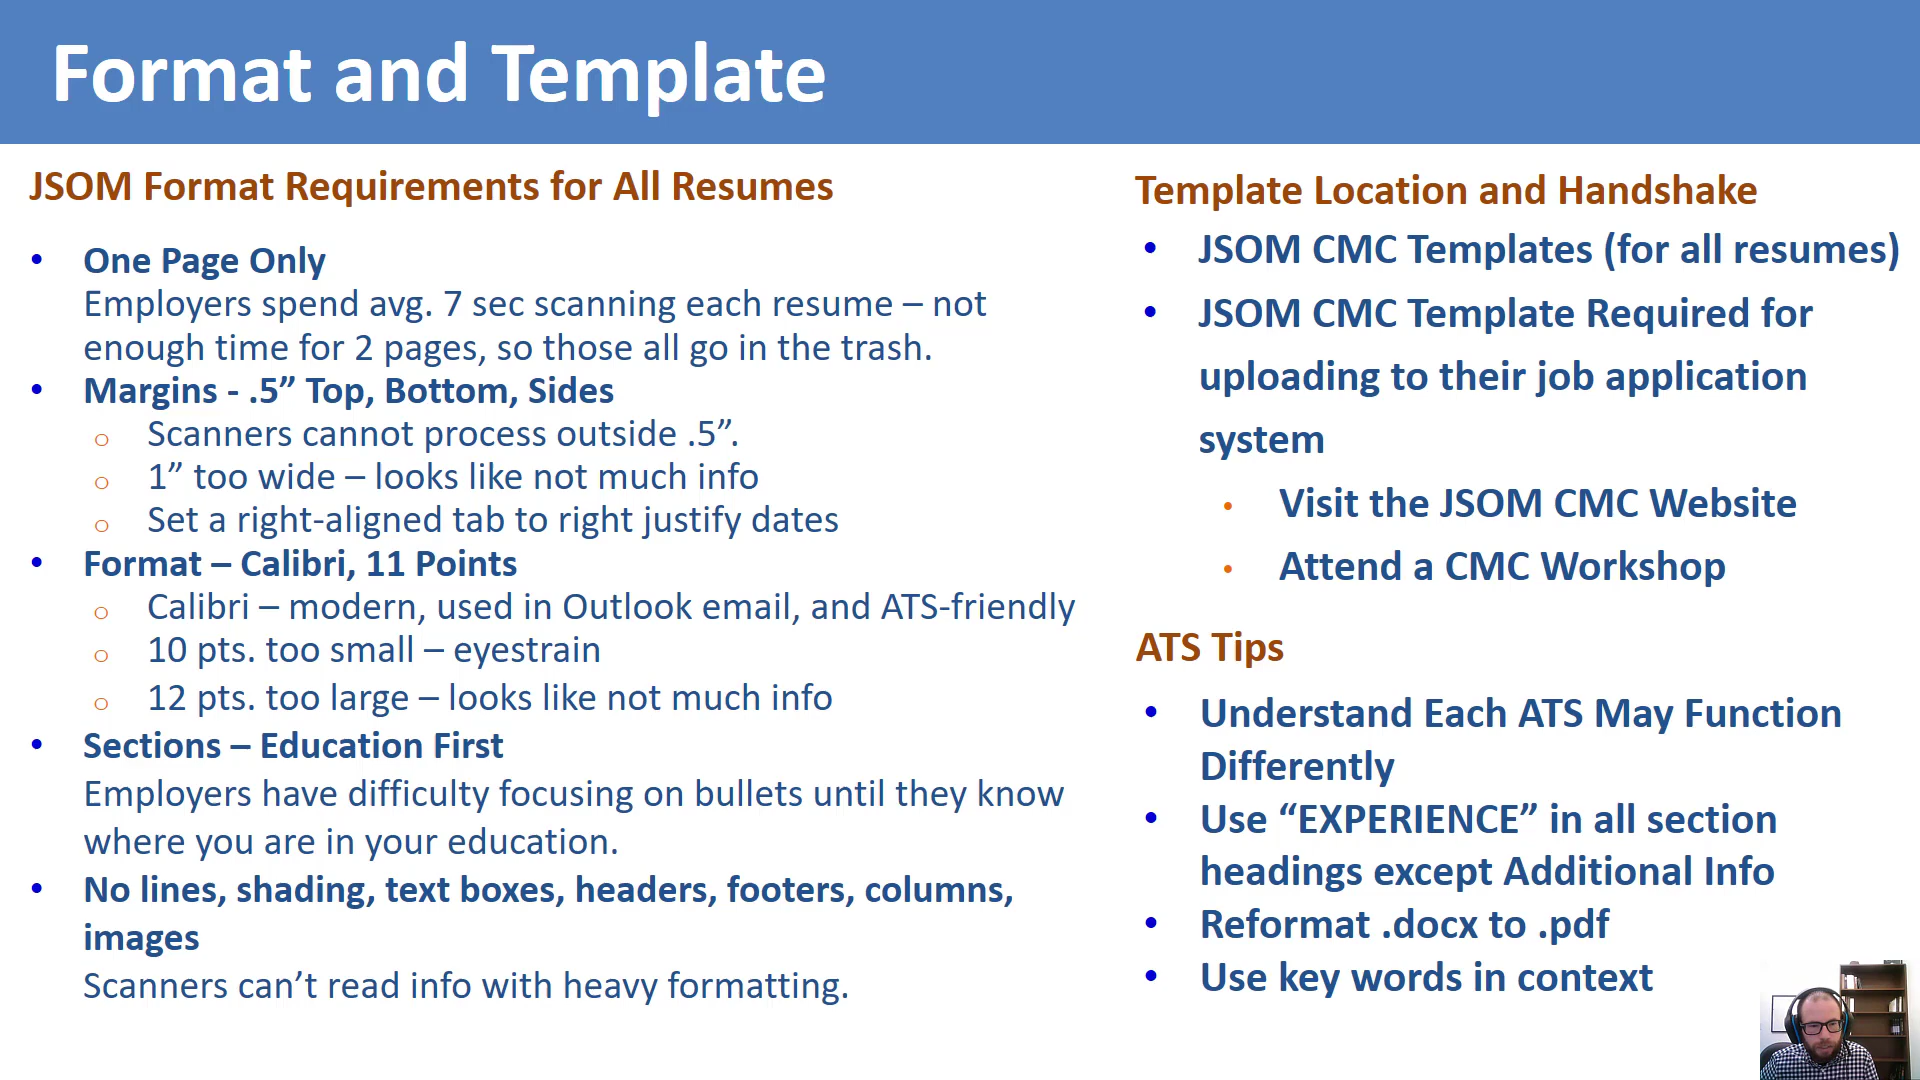 Format and Template
JSOM Format Requirements for All Resumes
• One Page Only
Employers spend avg. 7 sec scanning each resume – not
enough time for 2 pages, so those all go in the trash.
• Margins - .5” Top, Bottom, Sides
o Scanners cannot process outside .5”.
o 1” too wide – looks like not much info
o Set a right-aligned tab to right justify dates
• Format – Calibri, 11 Points
o Calibri – modern, used in Outlook email, and ATS-friendly
o 10 pts. too small – eyestrain
o 12 pts. too large – looks like not much info
• Sections – Education First
Employers have difficulty focusing on bullets until they know
where you are in your education.
• No lines, shading, text boxes, headers, footers, columns,
images
Scanners can’t read info with heavy formatting.
Template Location and Handshake
• JSOM CMC Templates (for all resumes)
• JSOM CMC Template Required for
uploading to their job application
system
• Visit the JSOM CMC Website
• Attend a CMC Workshop
ATS Tips
• Understand Each ATS May Function
Differently
• Use “EXPERIENCE” in all section
headings except Additional Info
• Reformat .docx to .pdf
• Use key words in context